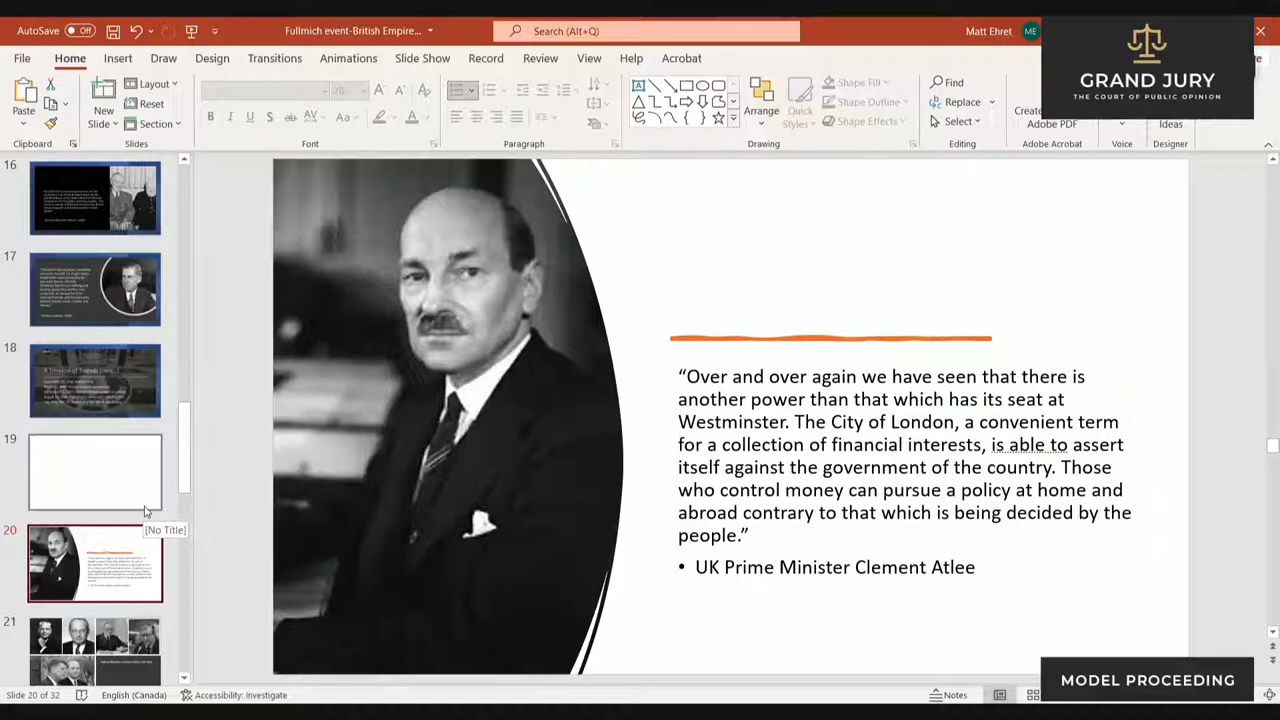 AutoSave Off
Fullmich event-British Empire...
Search (Alt+Q)
Matt Ehret
ME
File Home Insert Draw Design Transitions Animations Slide Show Record Review View Help Acrobat
GRAND JURY
THE COURT OF PUBLIC OPINION
Paste
New
Slide
Layout
Reset
Section
Arrange
Quick
Styles
Shape Fill
Shape Outline
Shape Effects
Find
Replace
Select
Adobe PDF
Ideas
Clipboard
Slides
Font
Paragraph
Drawing
Editing
Adobe Acrobat
Voice
Designer
16
17
18
A Timeline of Tragedy (cont..)
19
[No Title]
20
21
“Over and over again we have seen that there is
another power than that which has its seat at
Westminster. The City of London, a convenient term
for a collection of financial interests, is able to assert
itself against the government of the country. Those
who control money can pursue a policy at home and
abroad contrary to that which is being decided by the
people.”
• UK Prime Minister Clement Atlee
Slide 20 of 32
English (Canada)
Accessibility: Investigate
Notes
MODEL PROCEEDING